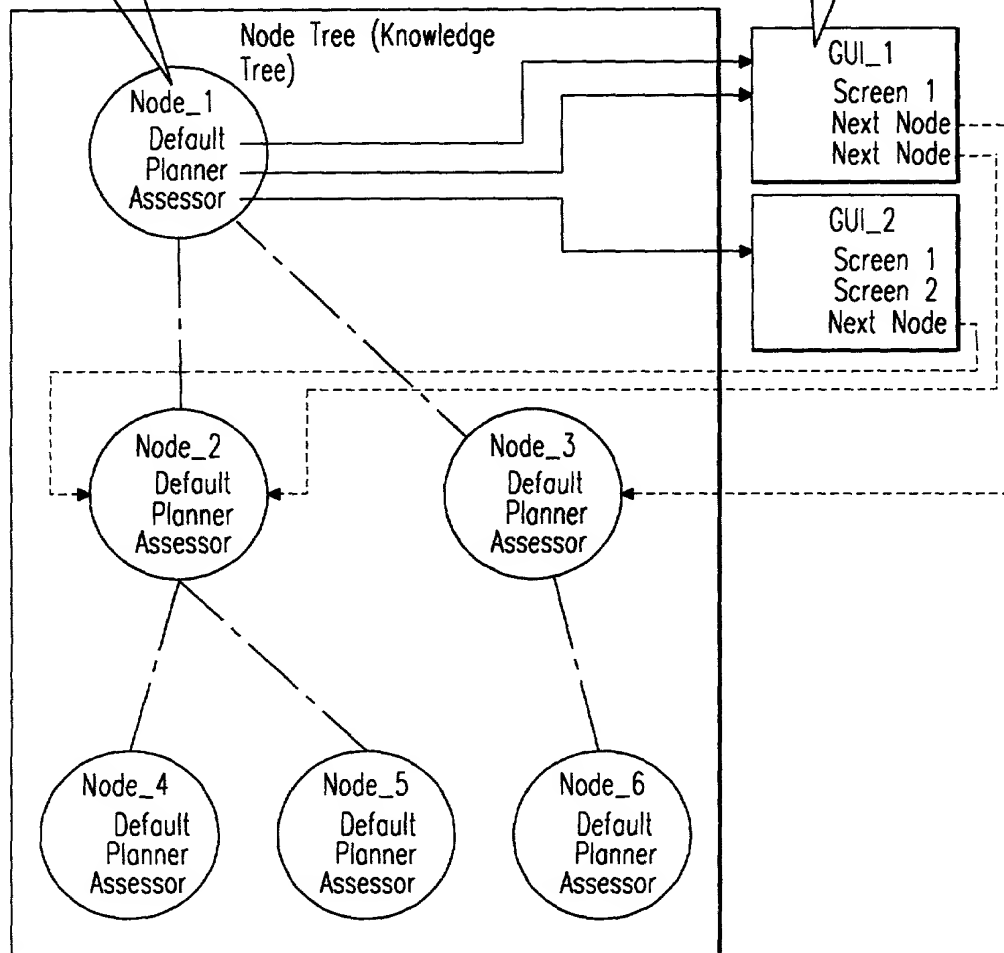 Node Tree (Knowledge
Tree)
Node_1
Default
Planner
Assessor
GUI_1
Screen 1
Next Node
Next Node
GUI_2
Screen 1
Screen 2
Next Node
Node_2
Default
Planner
Assessor
Node_3
Default
Planner
Assessor
Node_4
Default
Planner
Assessor
Node_5
Default
Planner
Assessor
Node_6
Default
Planner
Assessor